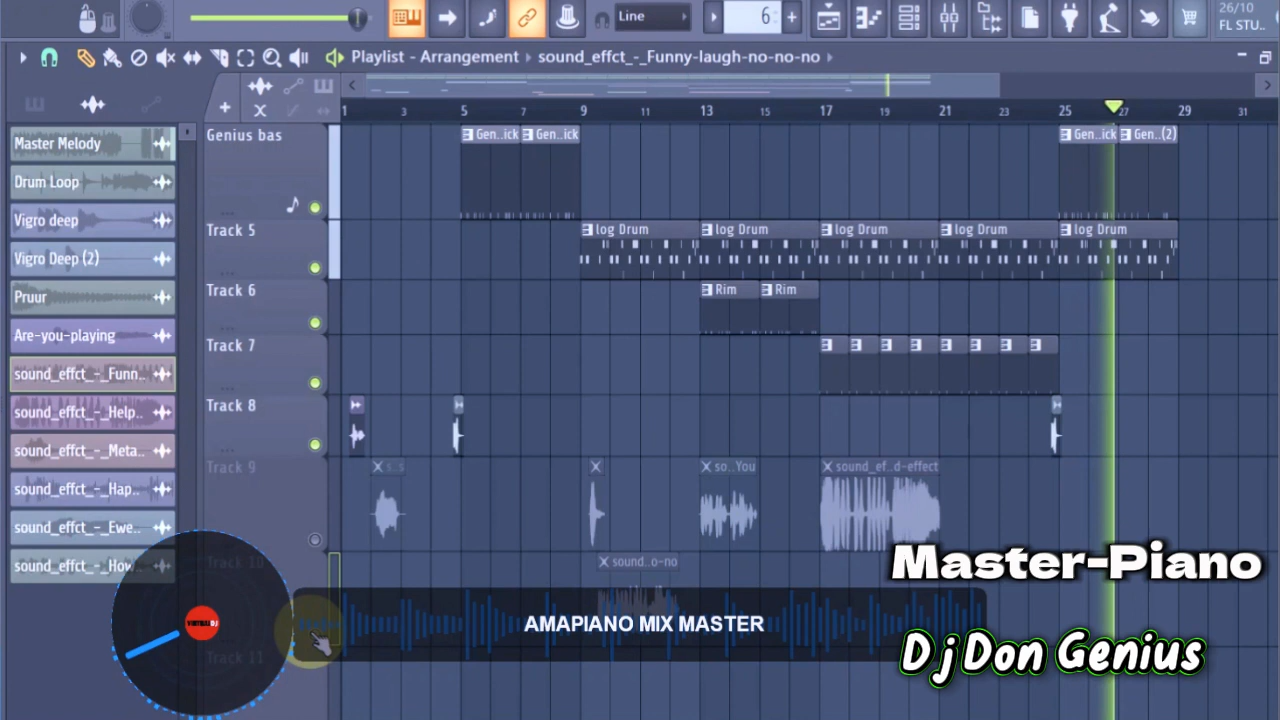 Line
6
26/10
FL STU..
Playlist - Arrangement
sound_effct_-_Funny-laugh-no-no-no
1 3 5 7 9 11 13 15 17 19 21 23 25 27 29 31
Master Melody
Drum Loop
Vigro deep
Vigro Deep (2)
Pruur
Are-you-playing
sound_effct_-_Funn..
sound_effct_-_Help..
sound_effct_-_Meta..
sound_effct_-_Hap..
sound_effct_-_Ewe..
sound_effct_-_How..
Genius bas
Gen..ick Gen..ick Gen..ick Gen..(2)
Track 5
log Drum log Drum log Drum log Drum log Drum
Track 6
Rim Rim
Track 7
Track 8
Track 9
s..s so..You sound_ef..d-effect
Track 10
sound..o-no
Track 11
VIRTUAL DJ
AMAPIANO MIX MASTER
Master-Piano
Dj Don Genius